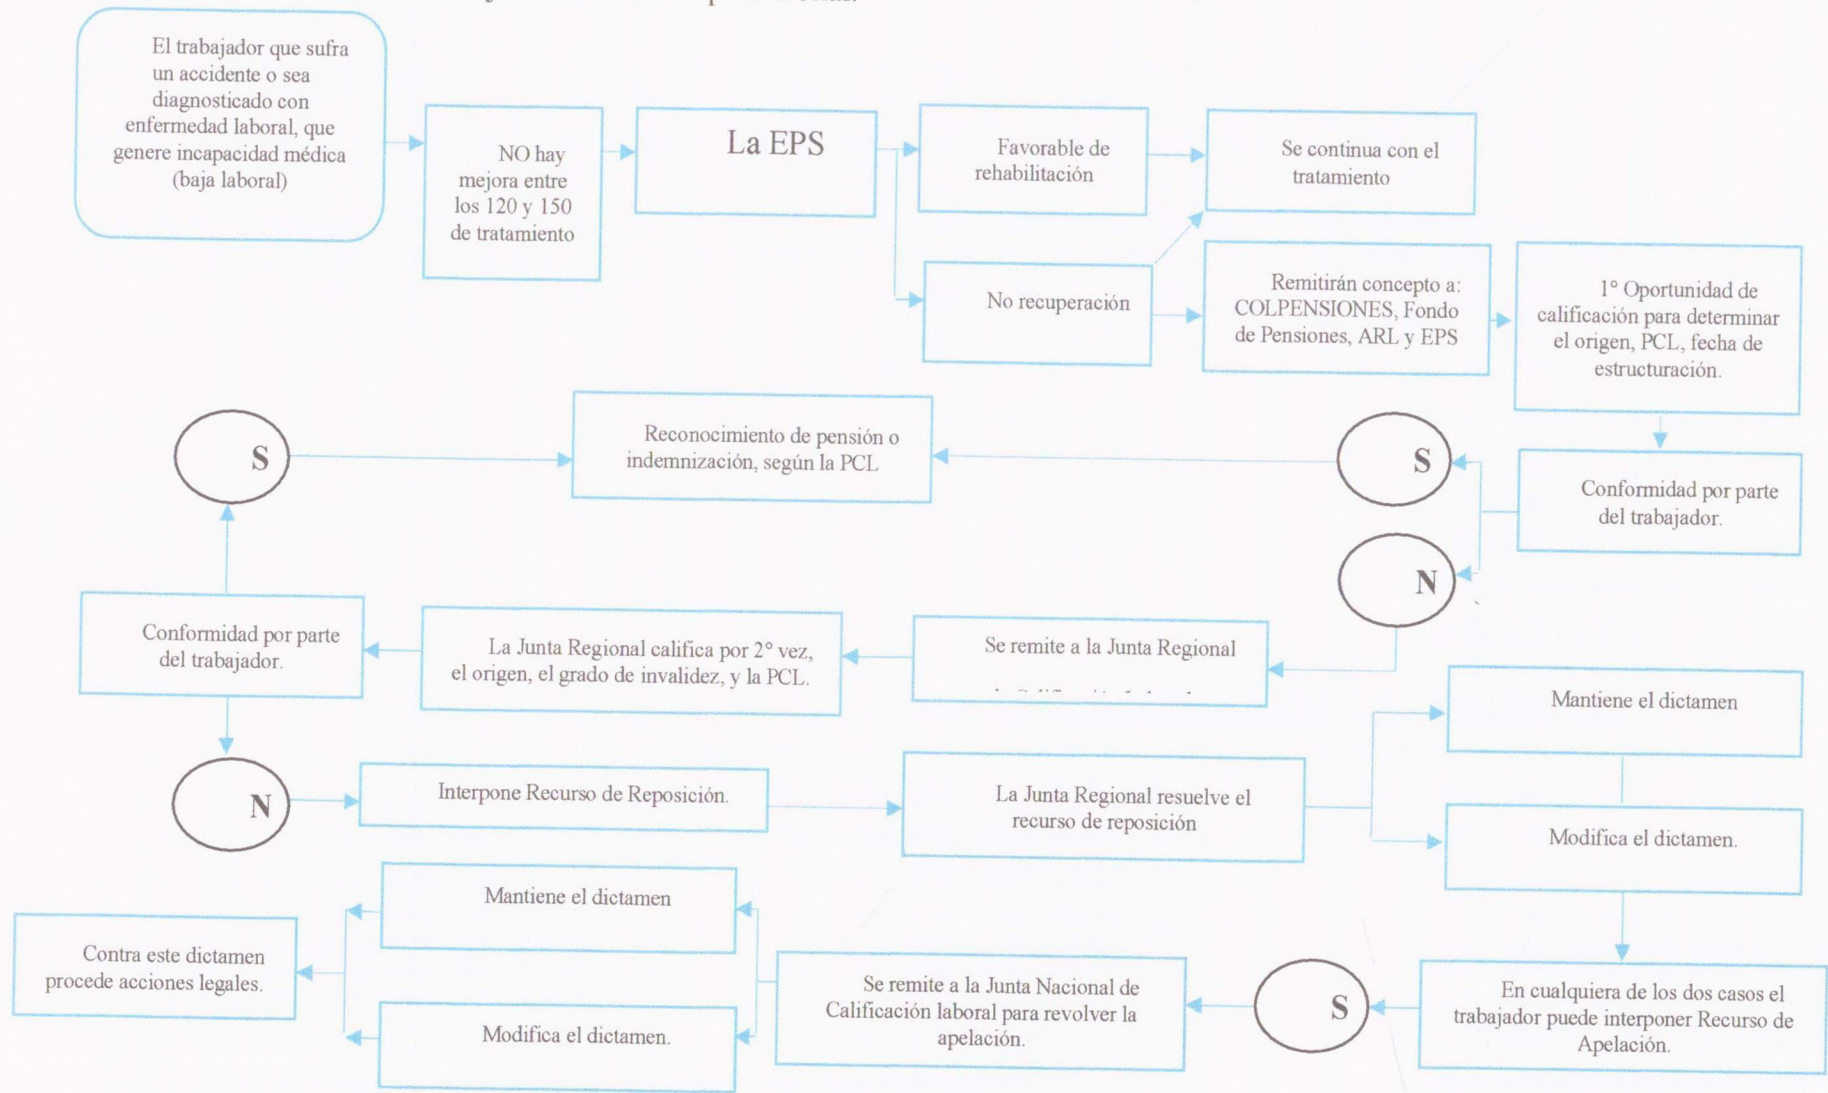 El trabajador que sufra
un accidente o sea
diagnosticado con
enfermedad laboral, que
genere incapacidad médica
(baja laboral)
NO hay
mejora entre
los 120 y 150
de tratamiento
La EPS
Favorable de
rehabilitación
Se continua con el
tratamiento
No recuperación
Remitirán concepto a:
COLPENSIONES, Fondo
de Pensiones, ARL y EPS
1° Oportunidad de
calificación para determinar
el origen, PCL, fecha de
estructuración.
S
Reconocimiento de pensión o
indemnización, según la PCL
S
Conformidad por parte
del trabajador.
N
Conformidad por parte
del trabajador.
La Junta Regional califica por 2° vez,
el origen, el grado de invalidez, y la PCL.
Se remite a la Junta Regional
Mantiene el dictamen
N
Interpone Recurso de Reposición.
La Junta Regional resuelve el
recurso de reposición
Modifica el dictamen.
Mantiene el dictamen
Contra este dictamen
procede acciones legales.
Modifica el dictamen.
Se remite a la Junta Nacional de
Calificación laboral para revolver la
apelación.
S
En cualquiera de los dos casos el
trabajador puede interponer Recurso de
Apelación.